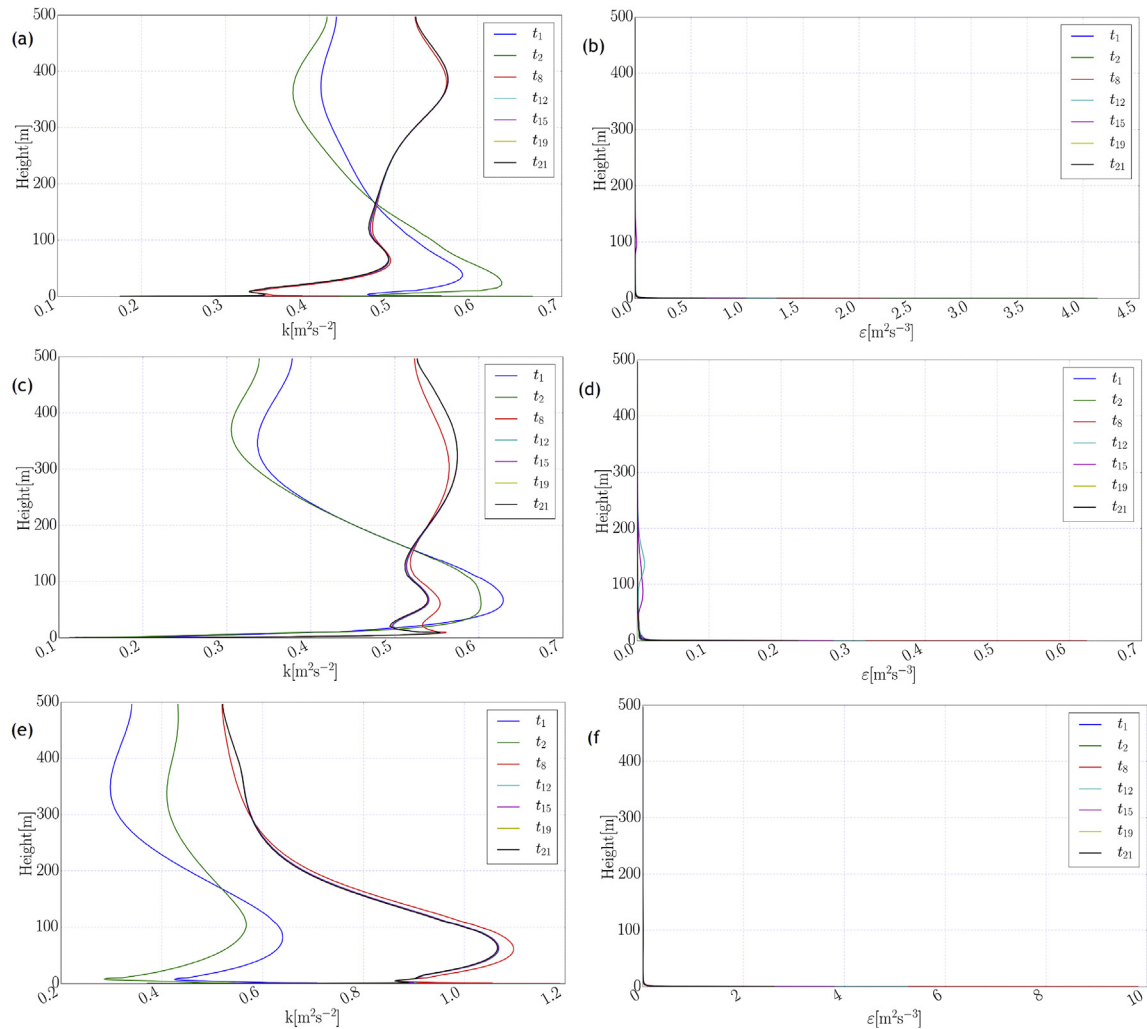 (a)
500
400
300
200
100
0
Height[m]
0.1 0.2 0.3 0.4 0.5 0.6 0.7
k[m²s⁻²]
t₁
t₂
t₈
t₁₂
t₁₅
t₁₉
t₂₁
(b)
500
400
300
200
100
0
Height[m]
0.0 0.5 1.0 1.5 2.0 2.5 3.0 3.5 4.0 4.5
ε[m²s⁻³]
t₁
t₂
t₈
t₁₂
t₁₅
t₁₉
t₂₁
(c)
500
400
300
200
100
0
Height[m]
0.1 0.2 0.3 0.4 0.5 0.6 0.7
k[m²s⁻²]
t₁
t₂
t₈
t₁₂
t₁₅
t₁₉
t₂₁
(d)
500
400
300
200
100
0
Height[m]
0.0 0.1 0.2 0.3 0.4 0.5 0.6 0.7
ε[m²s⁻³]
t₁
t₂
t₈
t₁₂
t₁₅
t₁₉
t₂₁
(e)
500
400
300
200
100
0
Height[m]
0.2 0.4 0.6 0.8 1.0 1.2
k[m²s⁻²]
t₁
t₂
t₈
t₁₂
t₁₅
t₁₉
t₂₁
(f
500
400
300
200
100
0
Height[m]
0 2 4 6 8 10
ε[m²s⁻³]
t₁
t₂
t₈
t₁₂
t₁₅
t₁₉
t₂₁